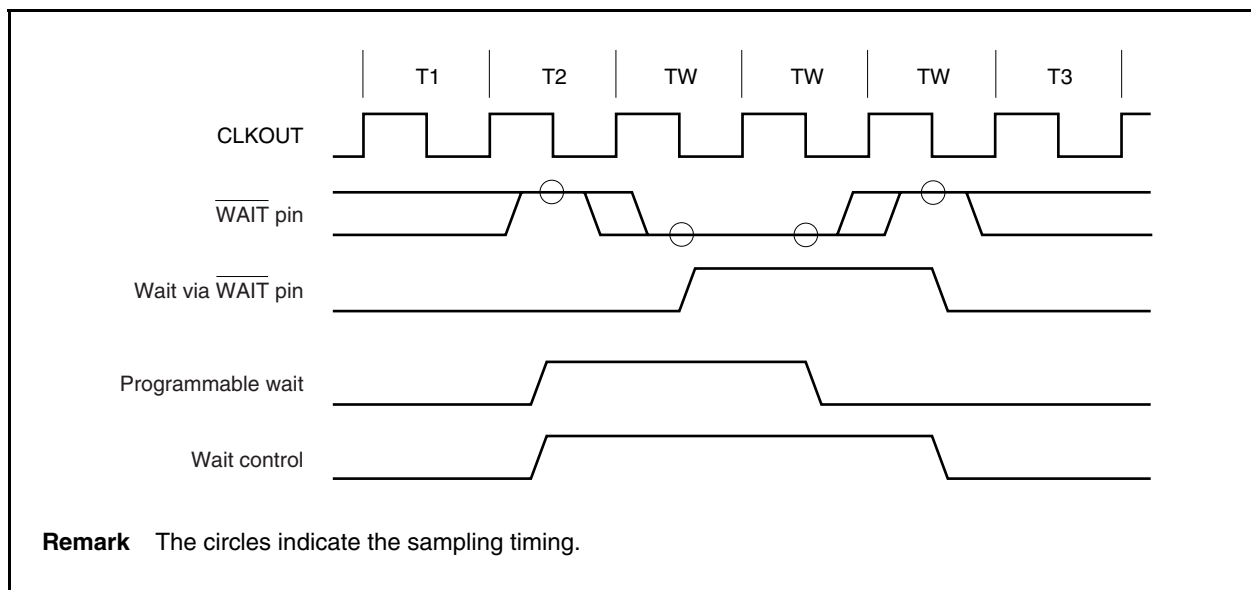 T1 T2 TW TW TW T3
CLKOUT
WAIT pin
Wait via WAIT pin
Programmable wait
Wait control
Remark The circles indicate the sampling timing.